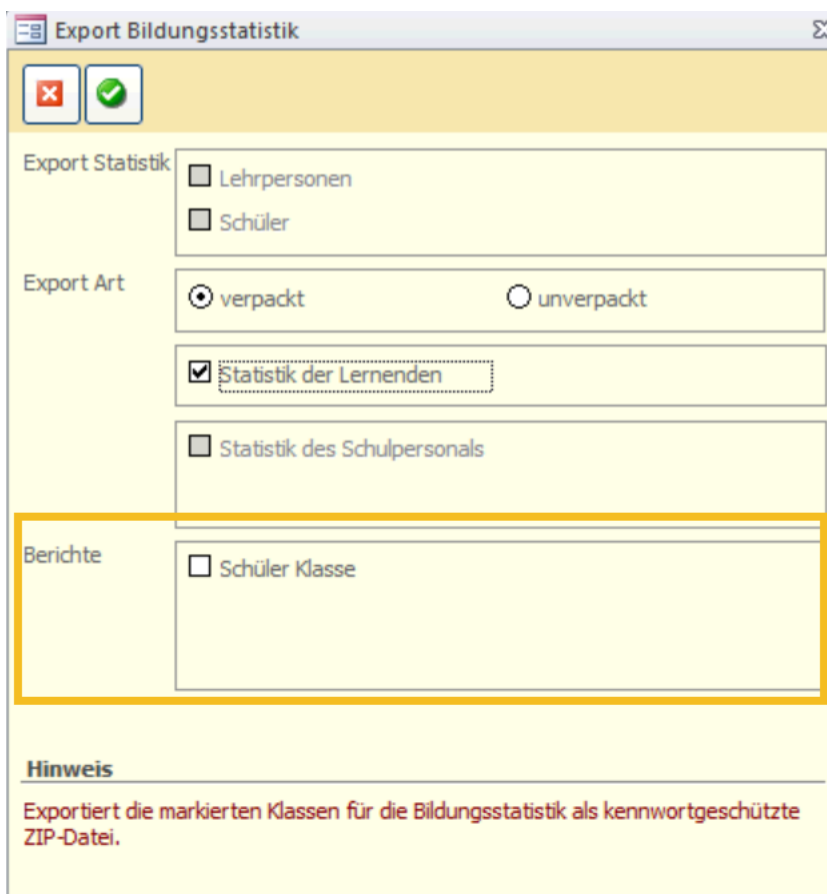 Export Bildungsstatistik
Export Statistik
Lehrpersonen
Schüler
Export Art
verpackt
unverpackt
Statistik der Lernenden
Statistik des Schulpersonals
Berichte
Schüler Klasse
Hinweis
Exportiert die markierten Klassen für die Bildungsstatistik als kennwortgeschützte
ZIP-Datei.